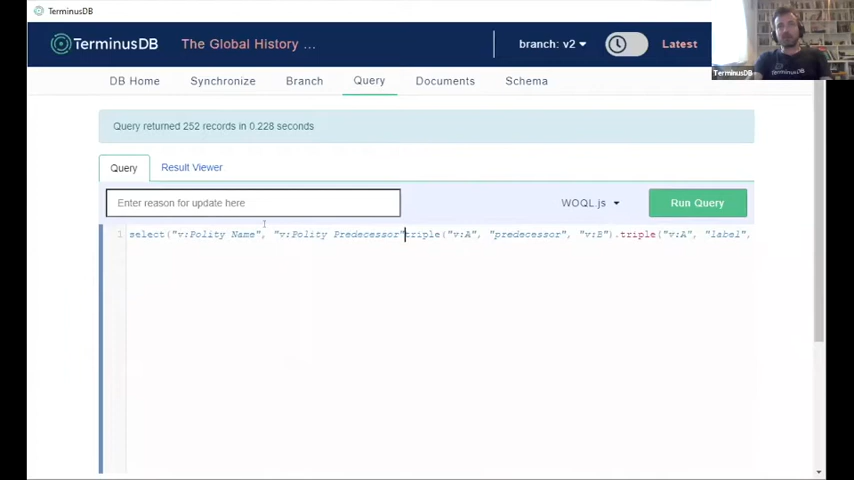 TerminusDB
TerminusDB The Global History ... branch: v2 Latest
TerminusDB
TerminusDB
DB Home Synchronize Branch Query Documents Schema
Query returned 252 records in 0.228 seconds
Query Result Viewer
Enter reason for update here WOQL.js Run Query
1 select("v:Polity Name", "v:Polity Predecessor"triple("v:A", "predecessor", "v:B").triple("v:A", "label",